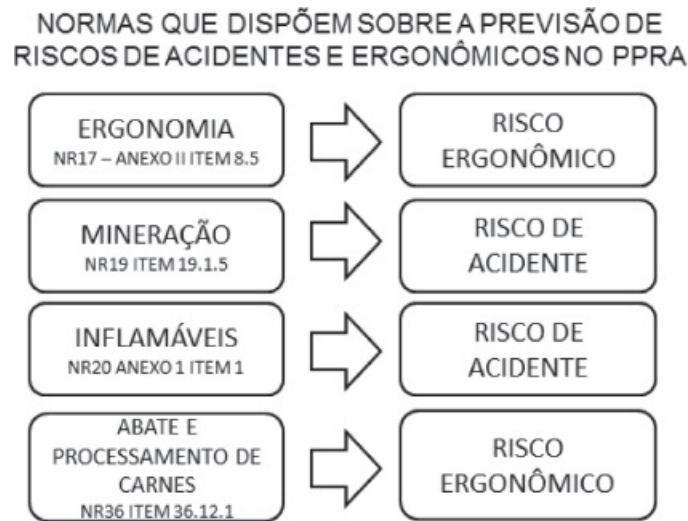 NORMAS QUE DISPÕEM SOBRE A PREVISÃO DE
RISCOS DE ACIDENTES E ERGONÔMICOS NO PPRA
ERGONOMIA
NR17 – ANEXO II ITEM 8.5
RISCO
ERGONÔMICO
MINERAÇÃO
NR19 ITEM 19.1.5
RISCO DE
ACIDENTE
INFLAMÁVEIS
NR20 ANEXO 1 ITEM 1
RISCO DE
ACIDENTE
ABATE E
PROCESSAMENTO DE
CARNES
NR36 ITEM 36.12.1
RISCO
ERGONÔMICO